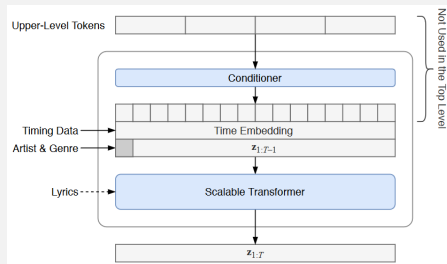 Upper-Level Tokens
Not Used in the Top Level
Conditioner
Timing Data
Time Embedding
Artist & Genre
z1:T−1
Lyrics
Scalable Transformer
z1:T